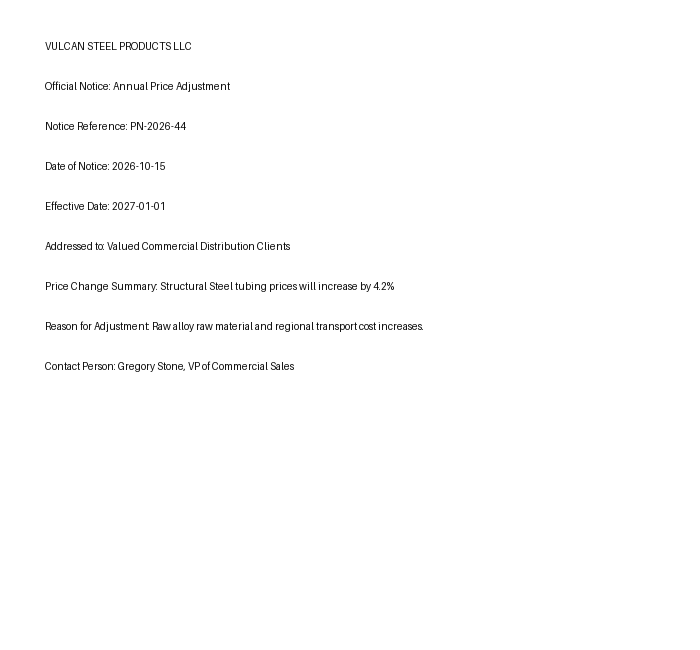 VULCAN STEEL PRODUCTS LLC
Official Notice: Annual Price Adjustment
Notice Reference: PN-2026-44
Date of Notice: 2026-10-15
Effective Date: 2027-01-01
Addressed to: Valued Commercial Distribution Clients
Price Change Summary: Structural Steel tubing prices will increase by 4.2%
Reason for Adjustment: Raw alloy raw material and regional transport cost increases.
Contact Person: Gregory Stone, VP of Commercial Sales